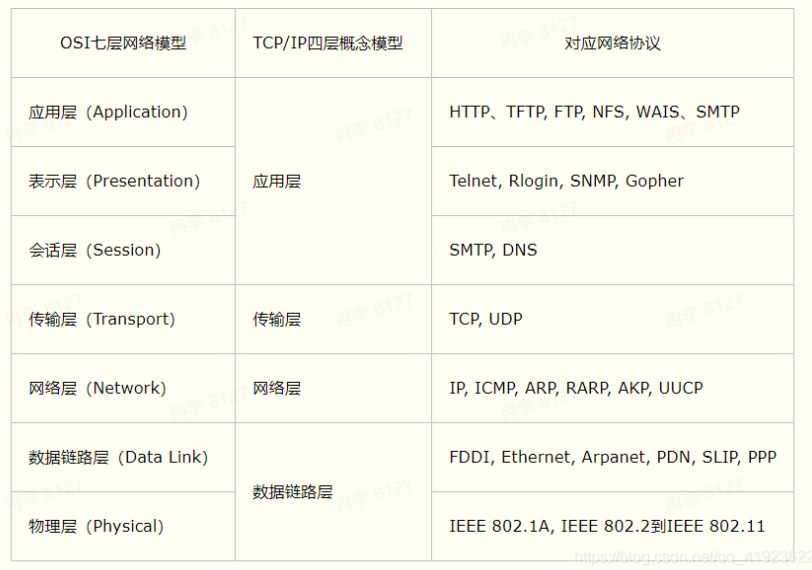 OSI七层网络模型 TCP/IP四层概念模型 对应网络协议
应用层 (Application) HTTP、TFTP, FTP, NFS, WAIS、SMTP
表示层 (Presentation) 应用层 Telnet, Rlogin, SNMP, Gopher
会话层 (Session) SMTP, DNS
传输层 (Transport) 传输层 TCP, UDP
网络层 (Network) 网络层 IP, ICMP, ARP, RARP, AKP, UUCP
数据链路层 (Data Link) FDDI, Ethernet, Arpanet, PDN, SLIP, PPP
数据链路层
物理层 (Physical) IEEE 802.1A, IEEE 802.2到IEEE 802.11
冉李 8127
https://blog.csdn.net/qq_41923622